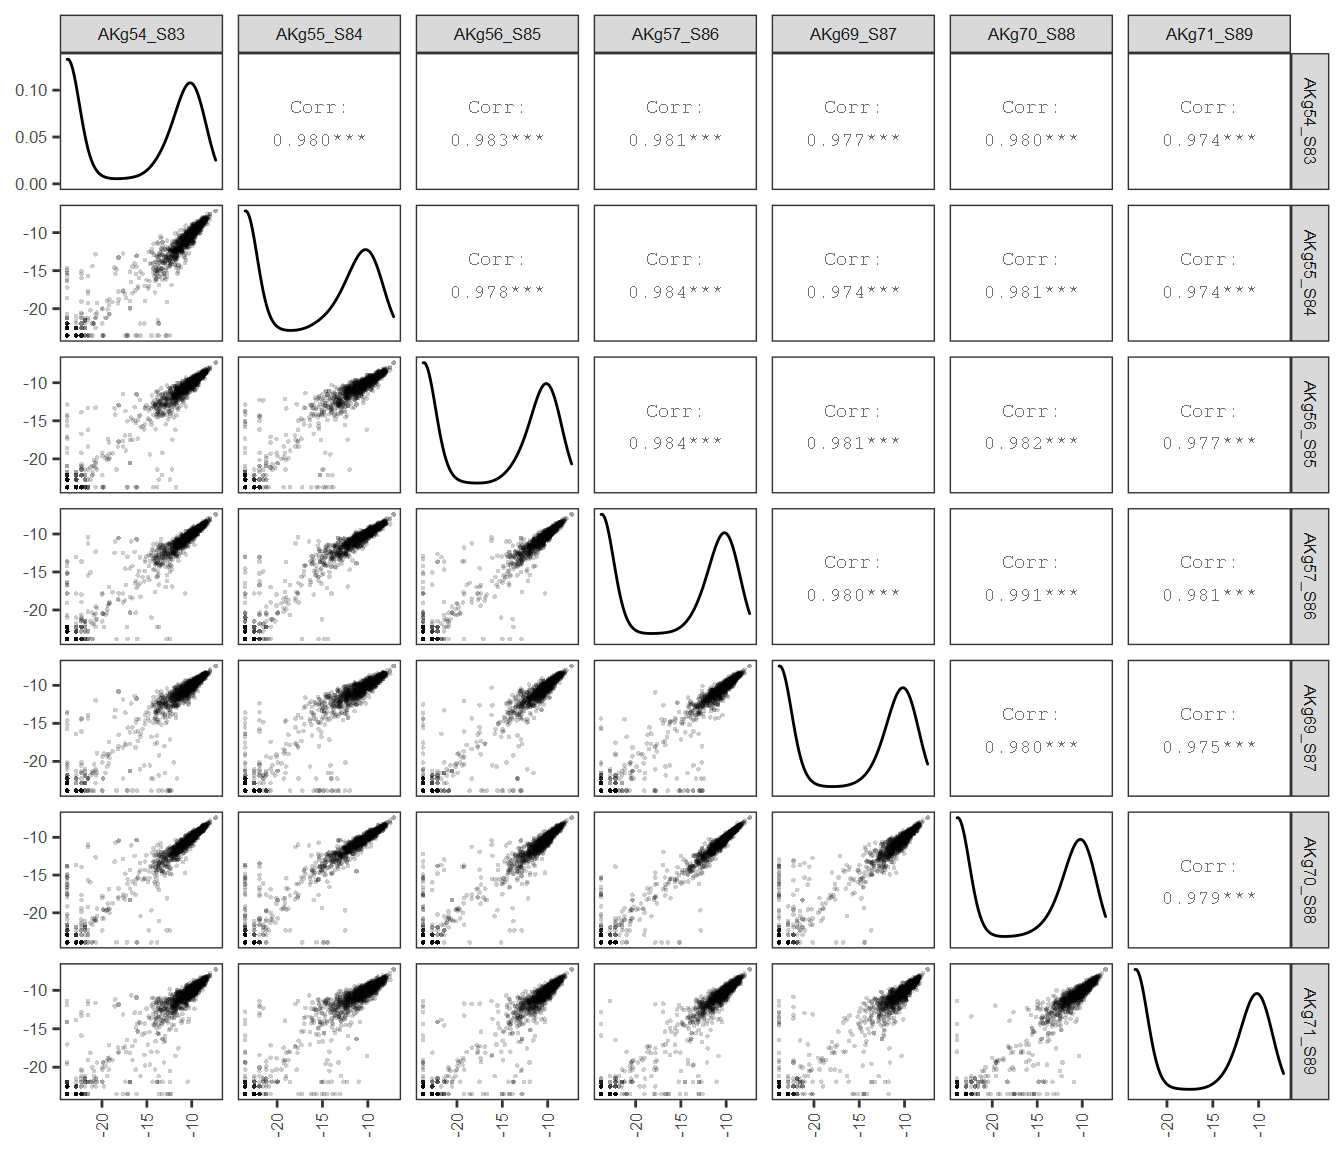 AKg54_S83 AKg55_S84 AKg56_S85 AKg57_S86 AKg69_S87 AKg70_S88 AKg71_S89
0.10
0.05
0.00
Corr: Corr: Corr: Corr: Corr: Corr:
0.980*** 0.983*** 0.981*** 0.977*** 0.980*** 0.974***
AKg54_S83
-10
-15
-20
Corr: Corr: Corr: Corr: Corr:
0.978*** 0.984*** 0.974*** 0.981*** 0.974***
AKg55_S84
-10
-15
-20
Corr: Corr: Corr: Corr:
0.984*** 0.981*** 0.982*** 0.977***
AKg56_S85
-10
-15
-20
Corr: Corr: Corr:
0.980*** 0.991*** 0.981***
AKg57_S86
-10
-15
-20
Corr: Corr:
0.980*** 0.975***
AKg69_S87
-10
-15
-20
Corr:
0.979***
AKg70_S88
-10
-15
-20
AKg71_S89
-20 -15 -10 -20 -15 -10 -20 -15 -10 -20 -15 -10 -20 -15 -10 -20 -15 -10 -20 -15 -10